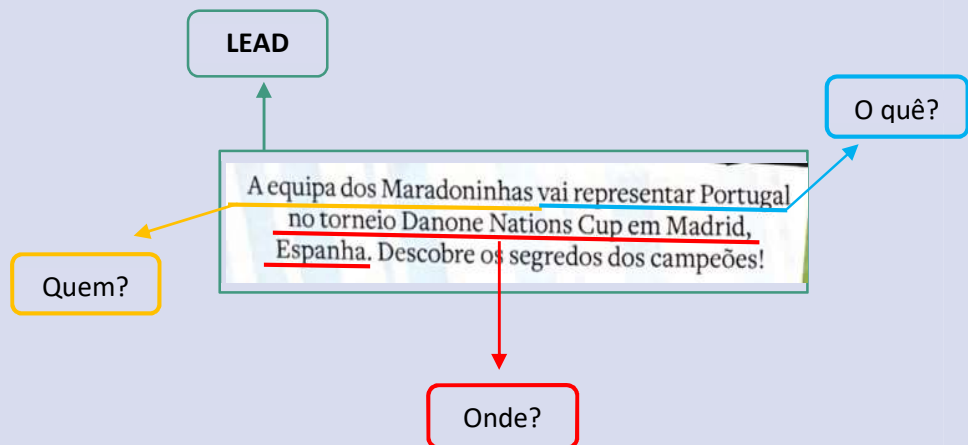 LEAD
O quê?
A equipa dos Maradoninhas vai representar Portugal
no torneio Danone Nations Cup em Madrid,
Espanha. Descobre os segredos dos campeões!
Quem?
Onde?